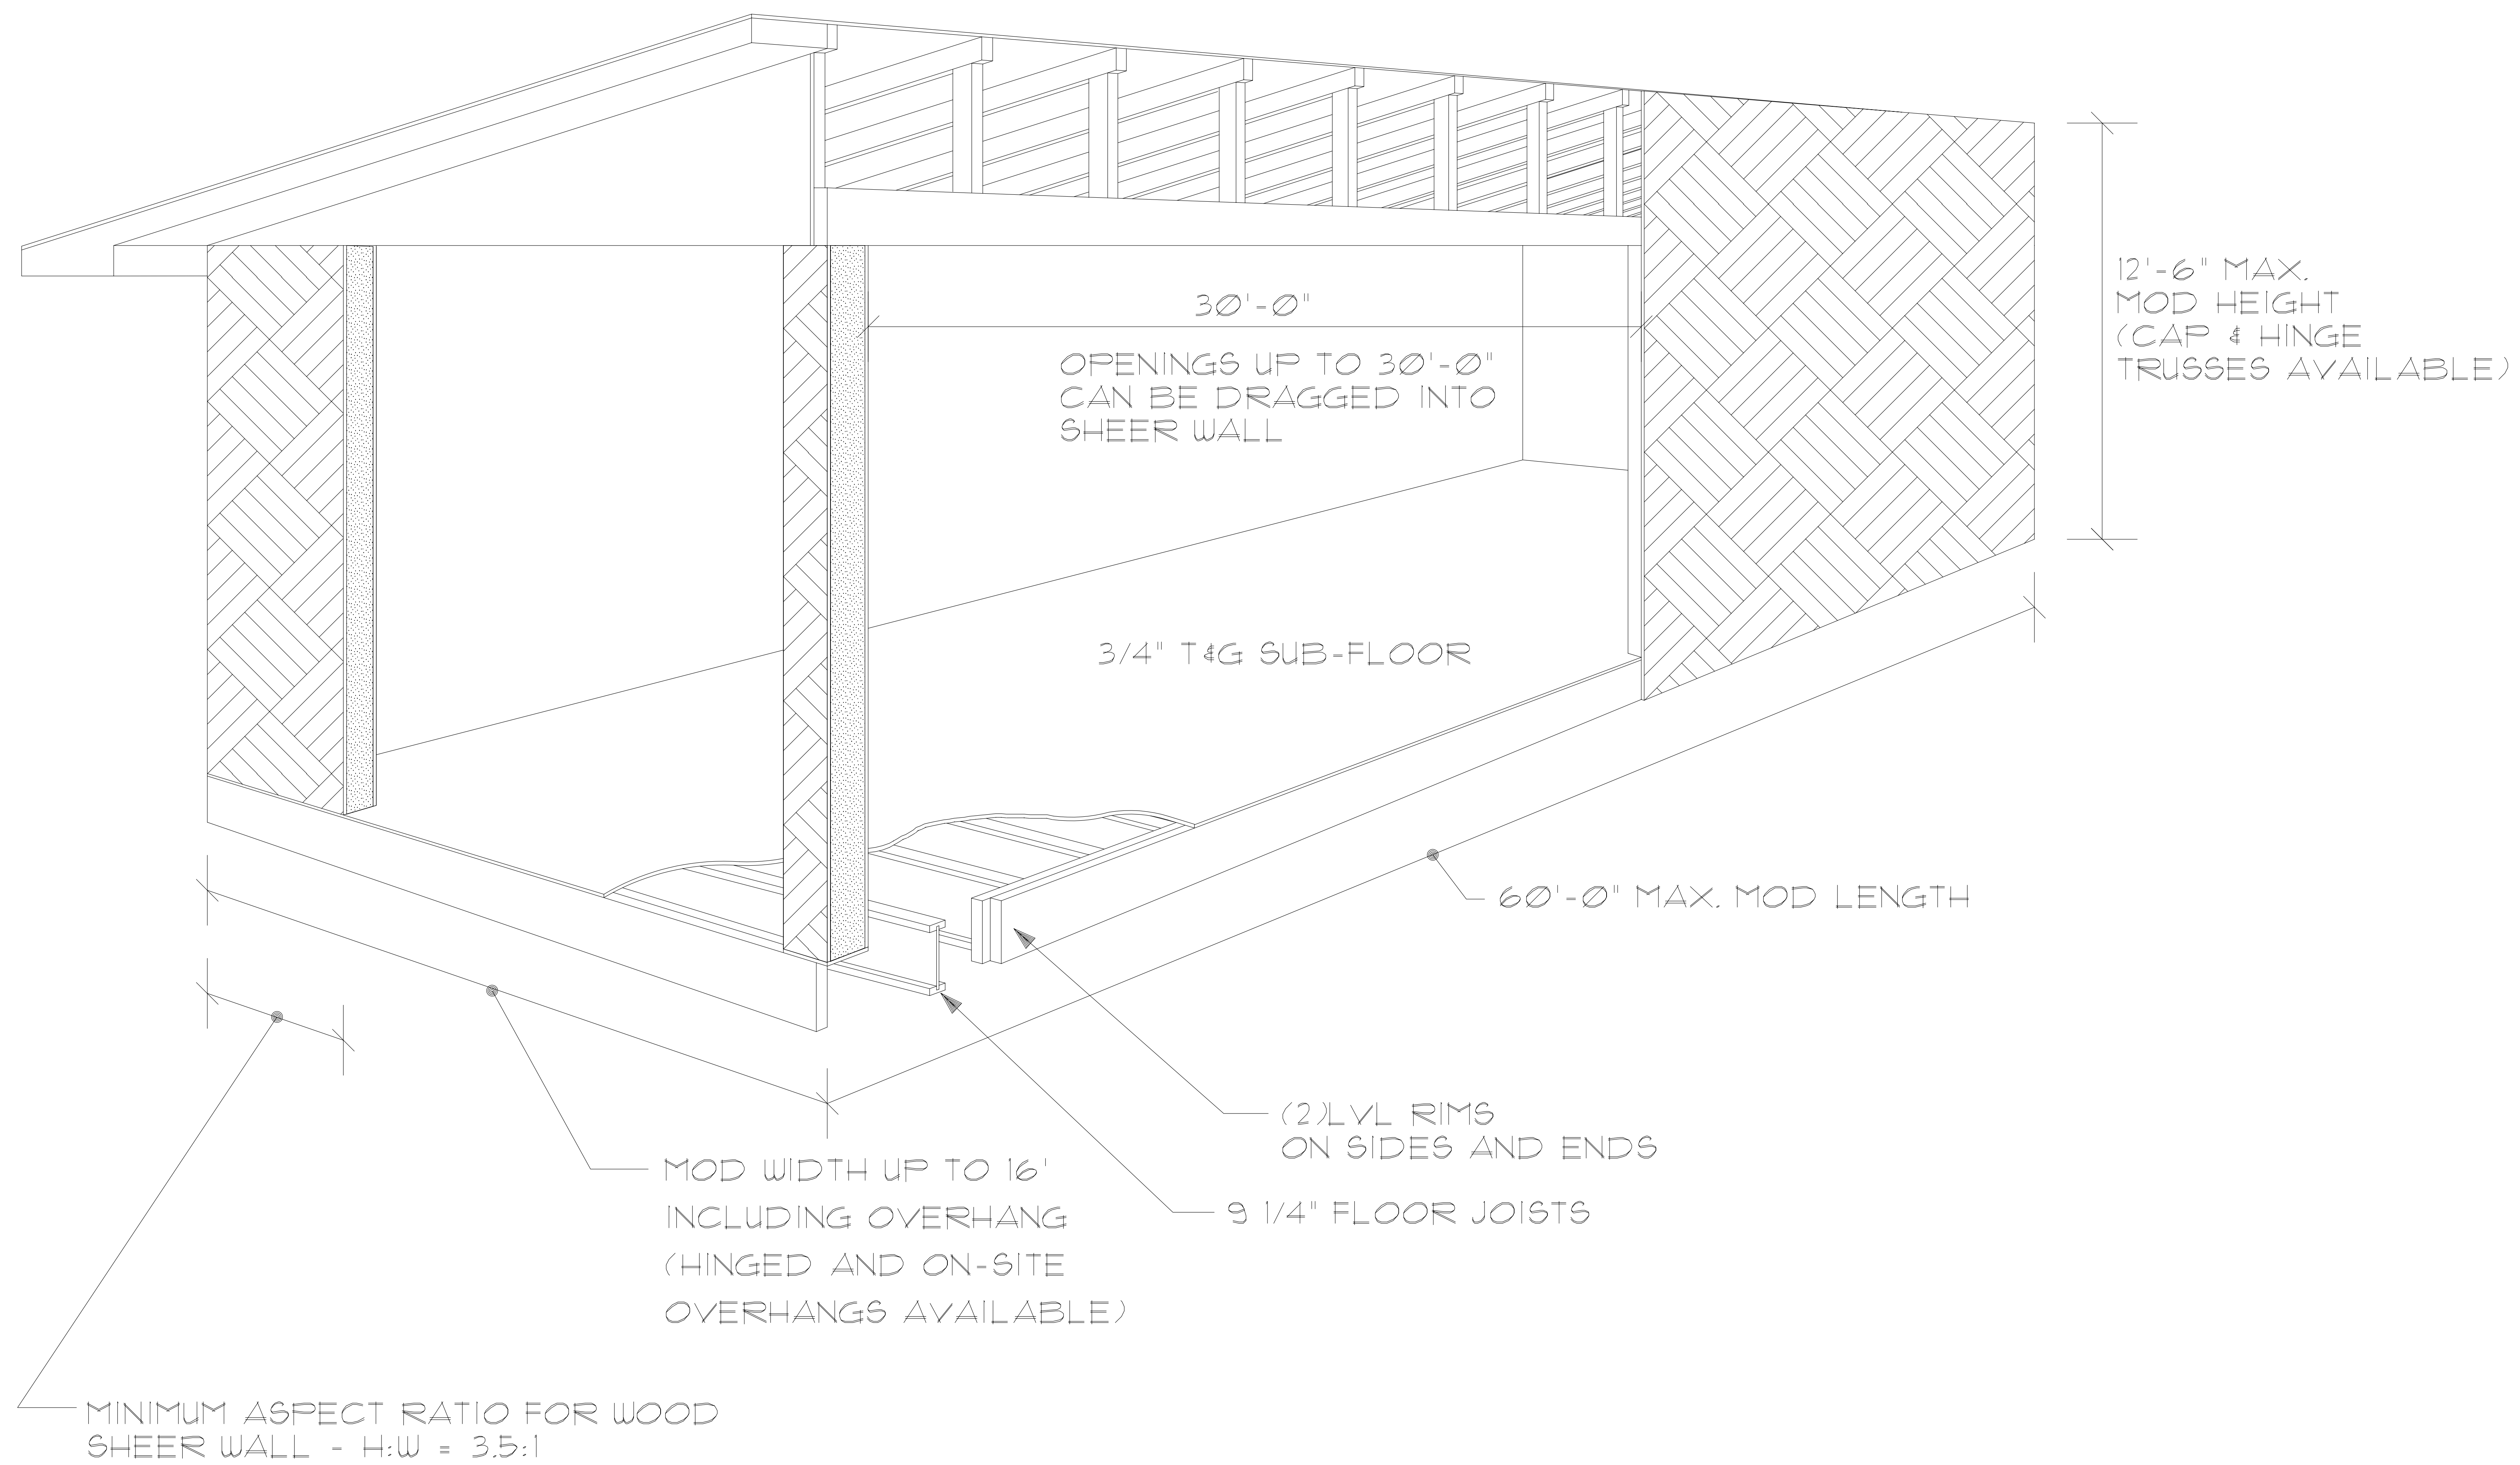 30'-0"
OPENINGS UP TO 30'-0"
CAN BE DRAGGED INTO
SHEER WALL
12'-6" MAX.
MOD HEIGHT
(CAP & HINGE
TRUSSES AVAILABLE)
3/4" T&G SUB-FLOOR
60'-0" MAX. MOD LENGTH
(2)LVL RIMS
ON SIDES AND ENDS
9 1/4" FLOOR JOISTS
MOD WIDTH UP TO 16'
INCLUDING OVERHANG
(HINGED AND ON-SITE
OVERHANGS AVAILABLE)
MINIMUM ASPECT RATIO FOR WOOD
SHEER WALL - H:W = 3.5:1